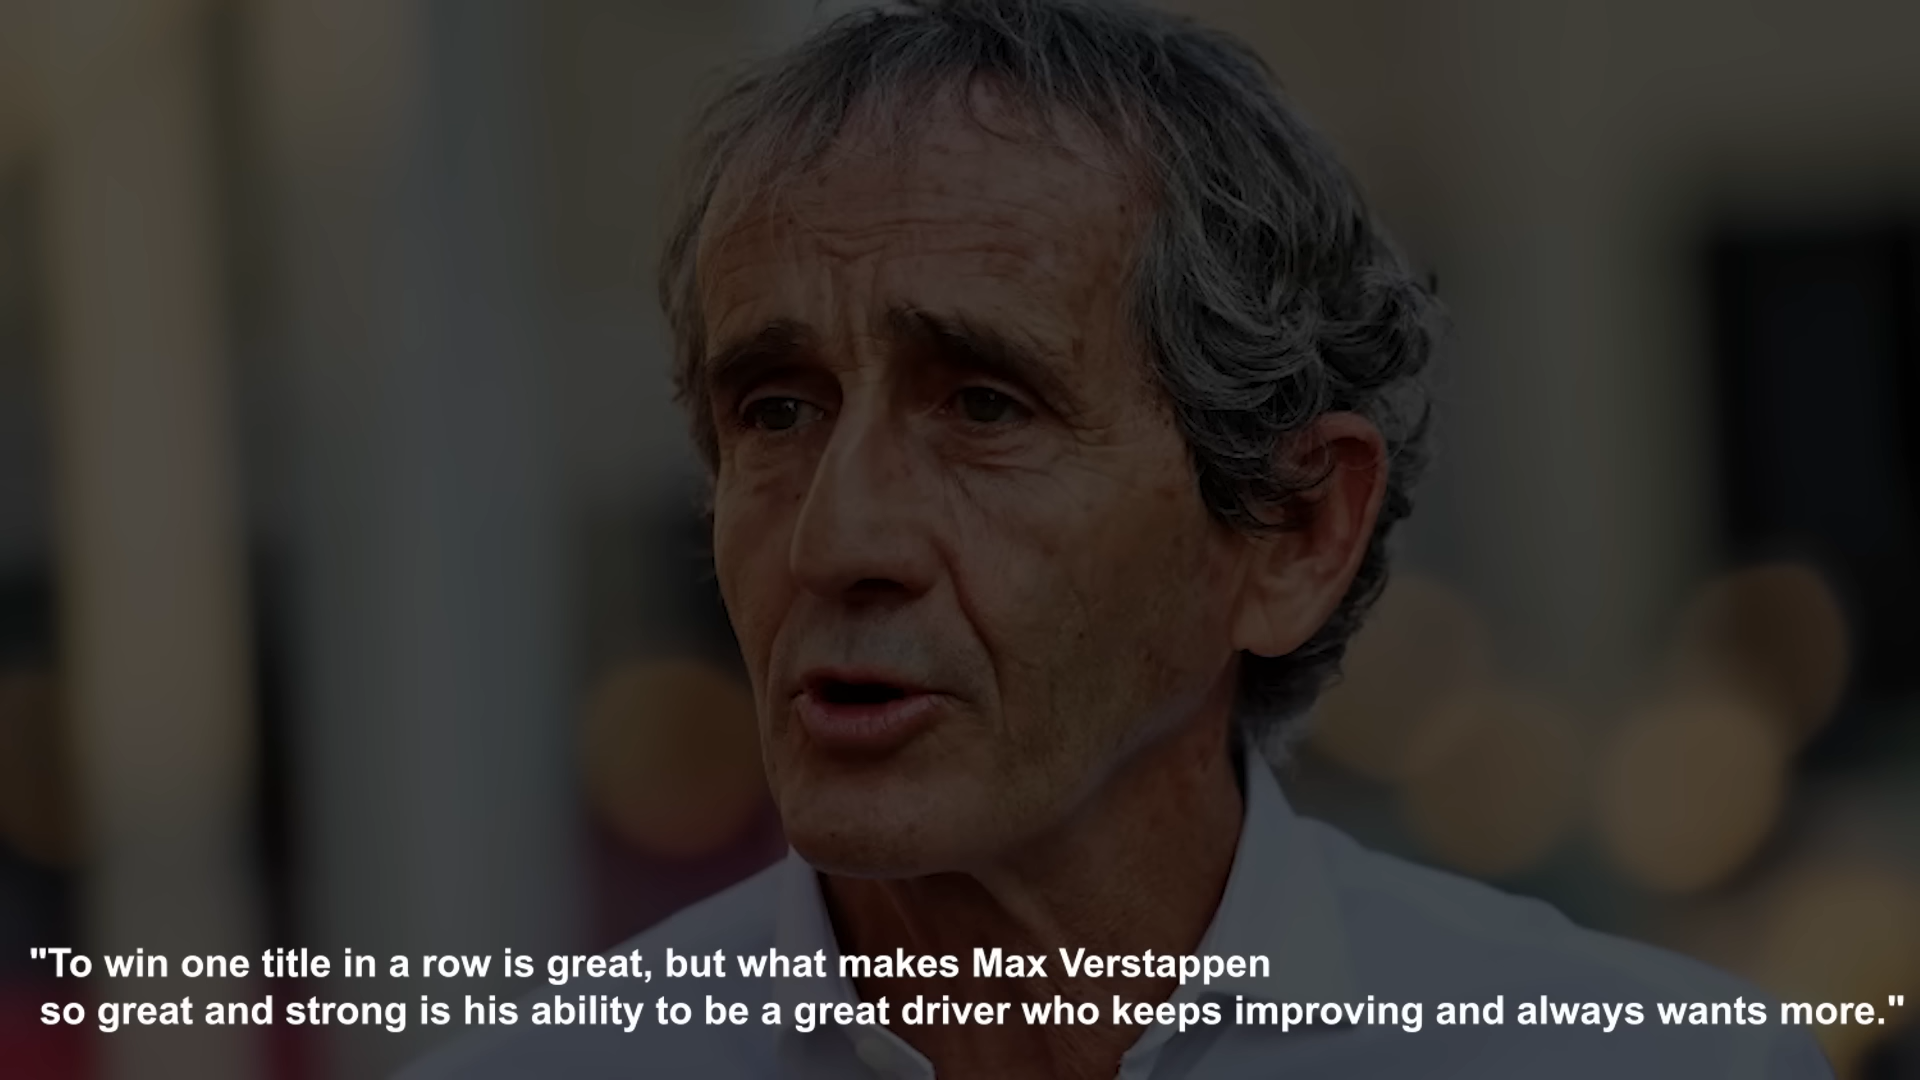 "To win one title in a row is great, but what makes Max Verstappen
so great and strong is his ability to be a great driver who keeps improving and always wants more."